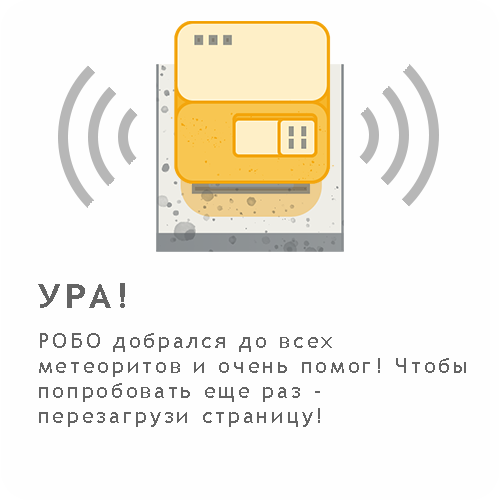 УРА!
РОБО добрался до всех
метеоритов и очень помог! Чтобы
попробовать еще раз -
перезагрузи страницу!